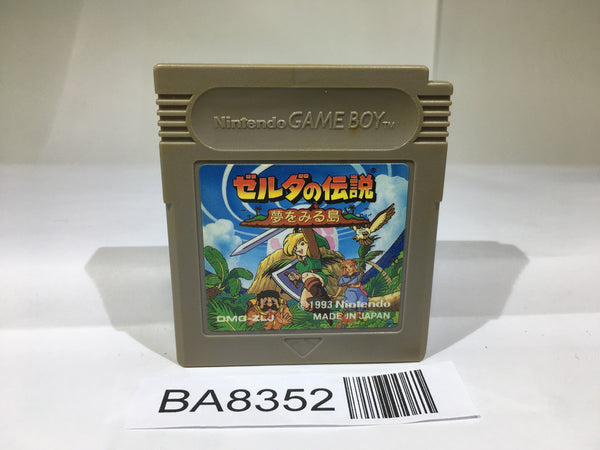 Nintendo GAME BOY TM
ゼルダの伝説
夢をみる島
©1993 Nintendo
DMG-ZLJ MADE IN JAPAN
BA8352